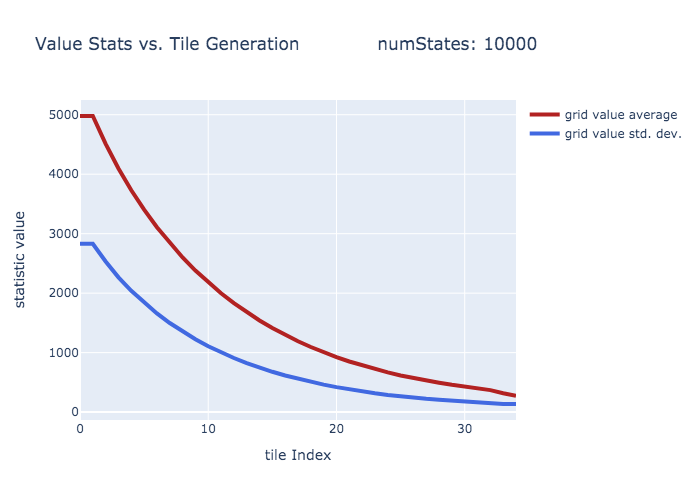 Value Stats vs. Tile Generation numStates: 10000
grid value average
grid value std. dev.
5000
4000
3000
2000
1000
0
statistic value
0 10 20 30
tile Index